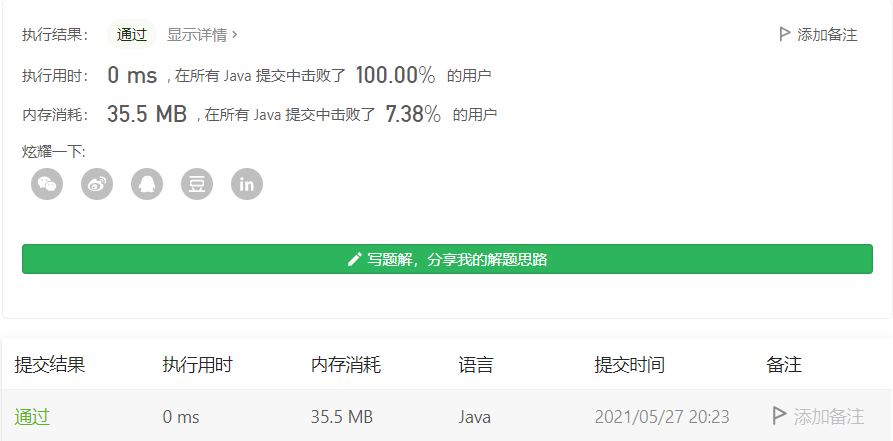 执行结果： 通过 显示详情 › 添加备注
执行用时： 0 ms , 在所有 Java 提交中击败了 100.00% 的用户
内存消耗： 35.5 MB , 在所有 Java 提交中击败了 7.38% 的用户
炫耀一下:
豆 in
写题解，分享我的解题思路
提交结果 执行用时 内存消耗 语言 提交时间 备注
通过 0 ms 35.5 MB Java 2021/05/27 20:23 添加备注